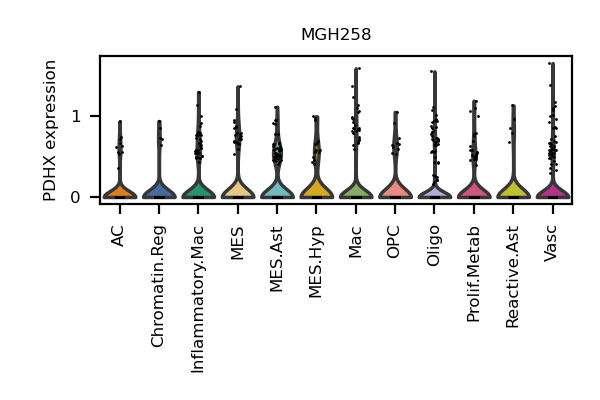 MGH258
PDHX expression
1
0
AC
Chromatin.Reg
Inflammatory.Mac
MES
MES.Ast
MES.Hyp
Mac
OPC
Oligo
Prolif.Metab
Reactive.Ast
Vasc